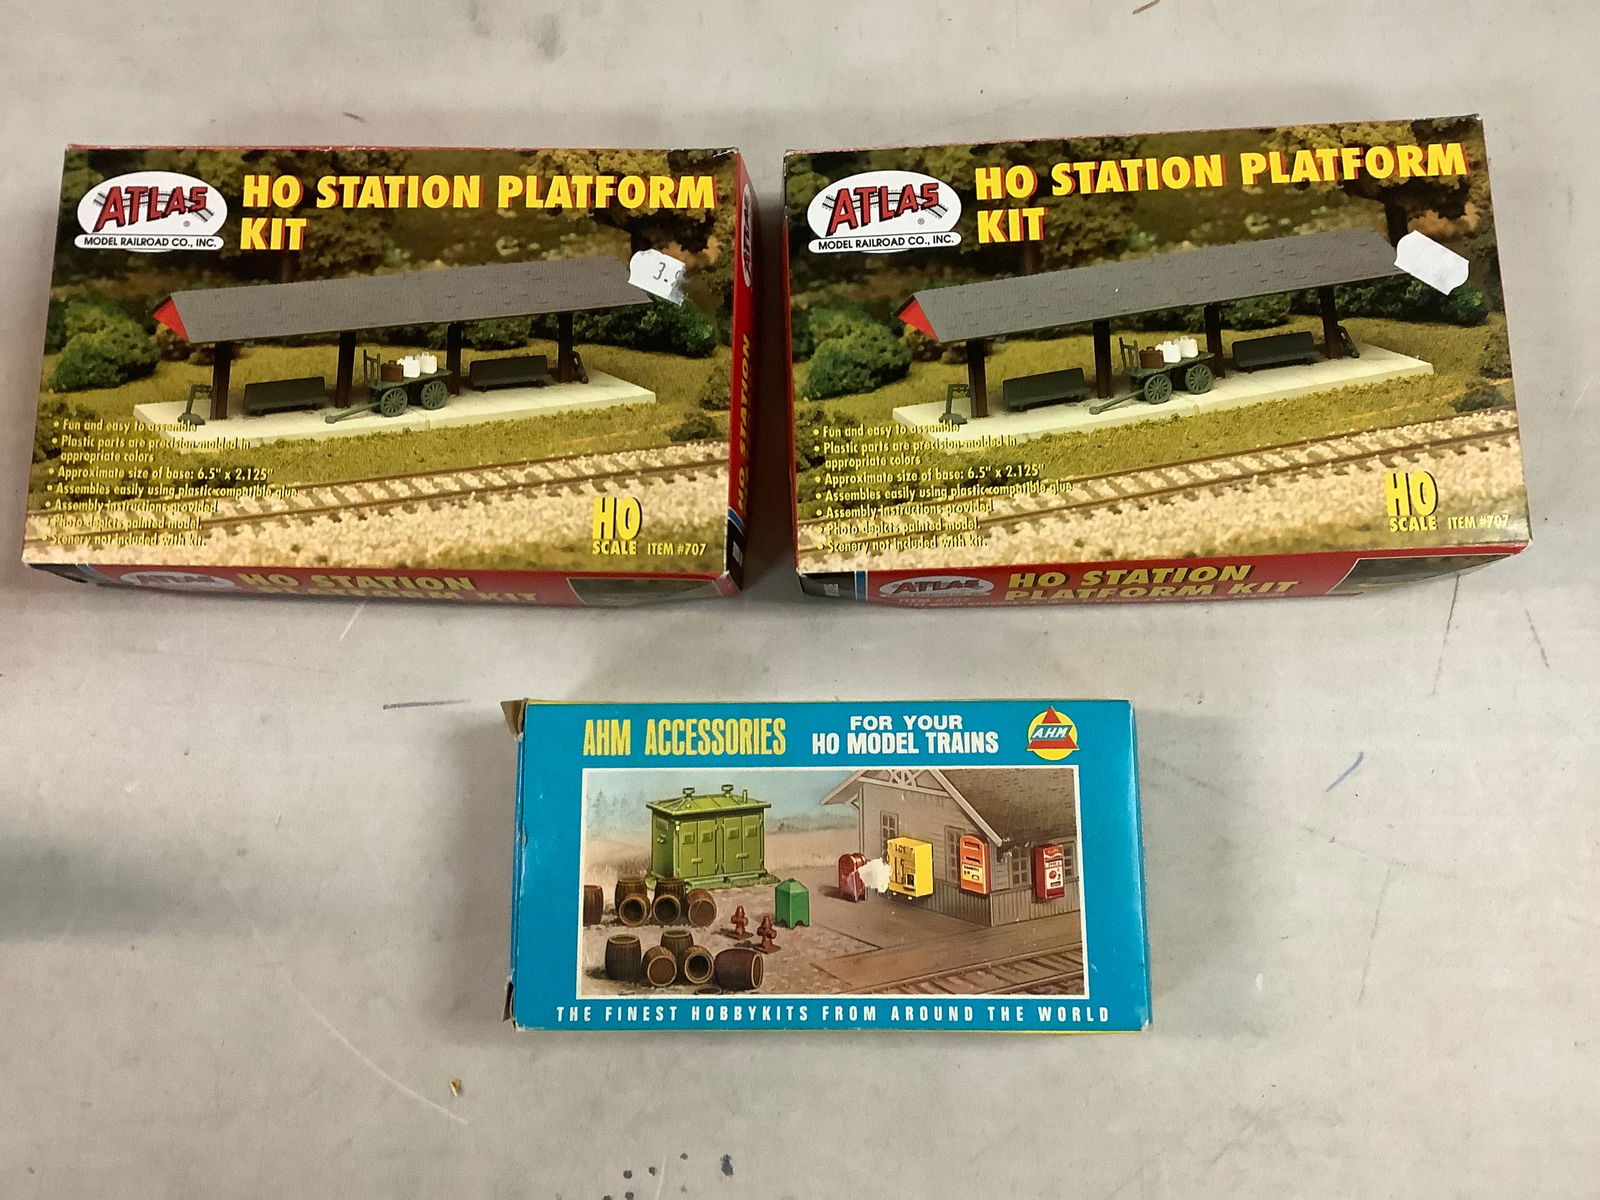 ATLAS
®
MODEL RAILROAD CO., INC.
HO STATION PLATFORM
KIT
3.
• Fun and easy to assemble
• Plastic parts are precision-molded in
appropriate colors
• Approximate size of base: 6.5" x 2.125"
• Assembles easily using plastic compatible glue
• Assembly instructions provided
• Photo depicts painted model.
• Scenery not included with kit.
HO
SCALE ITEM #707
ATLAS
HO STATION
PLATFORM KIT
ATLAS
HO STATION
ATLAS
®
MODEL RAILROAD CO., INC.
HO STATION PLATFORM
KIT
• Fun and easy to assemble
• Plastic parts are precision-molded in
appropriate colors
• Approximate size of base: 6.5" x 2.125"
• Assembles easily using plastic compatible glue
• Assembly instructions provided
• Photo depicts painted model.
• Scenery not included with kit.
HO
SCALE ITEM #707
ATLAS
HO STATION
PLATFORM KIT
AHM ACCESSORIES
FOR YOUR
HO MODEL TRAINS
A.H.M.
ICE
THE FINEST HOBBYKITS FROM AROUND THE WORLD